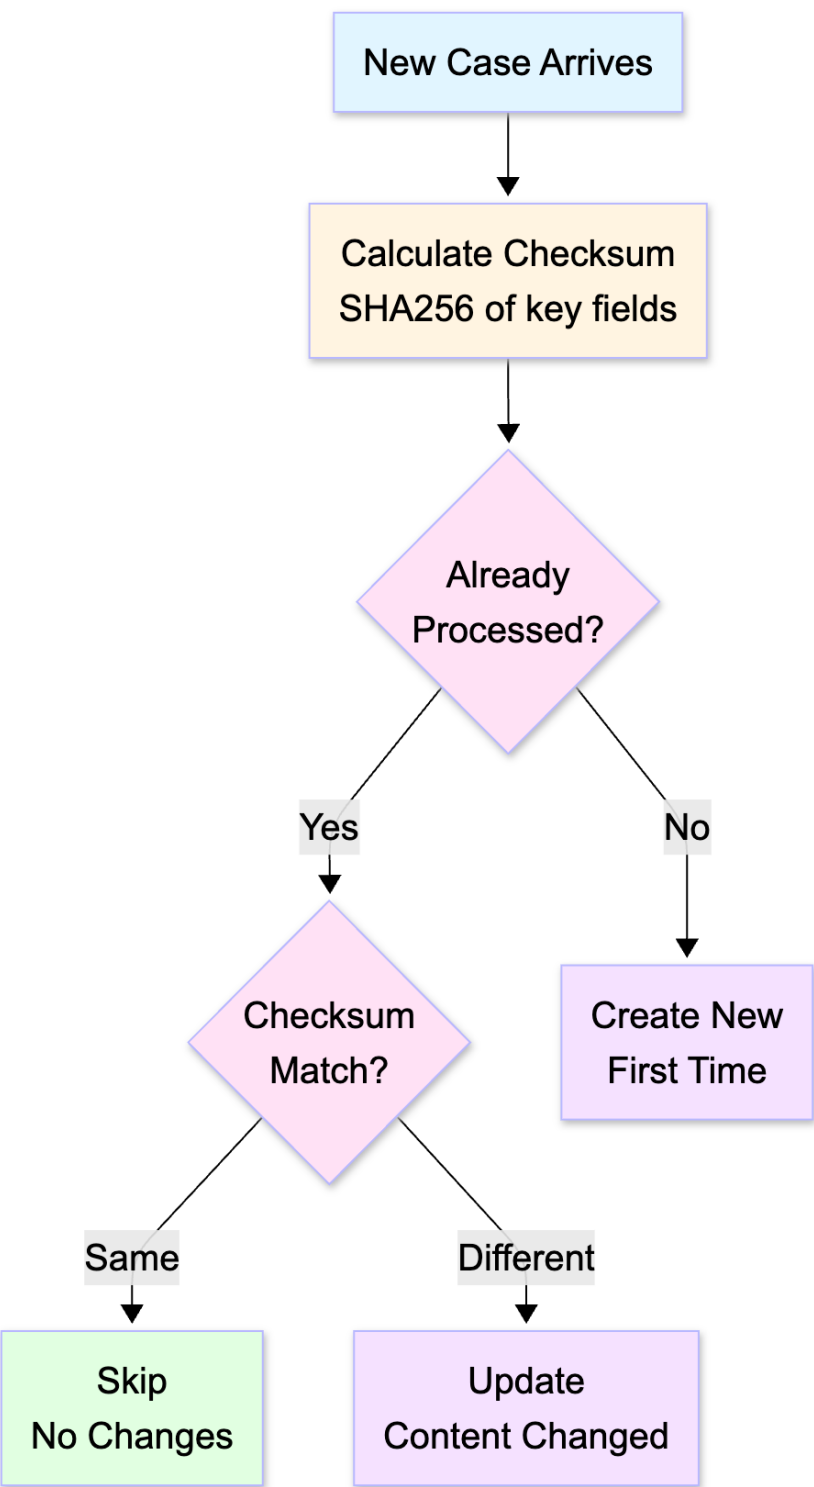 New Case Arrives
Calculate Checksum
SHA256 of key fields
Already
Processed?
Yes
No
Checksum
Match?
Create New
First Time
Same
Different
Skip
No Changes
Update
Content Changed